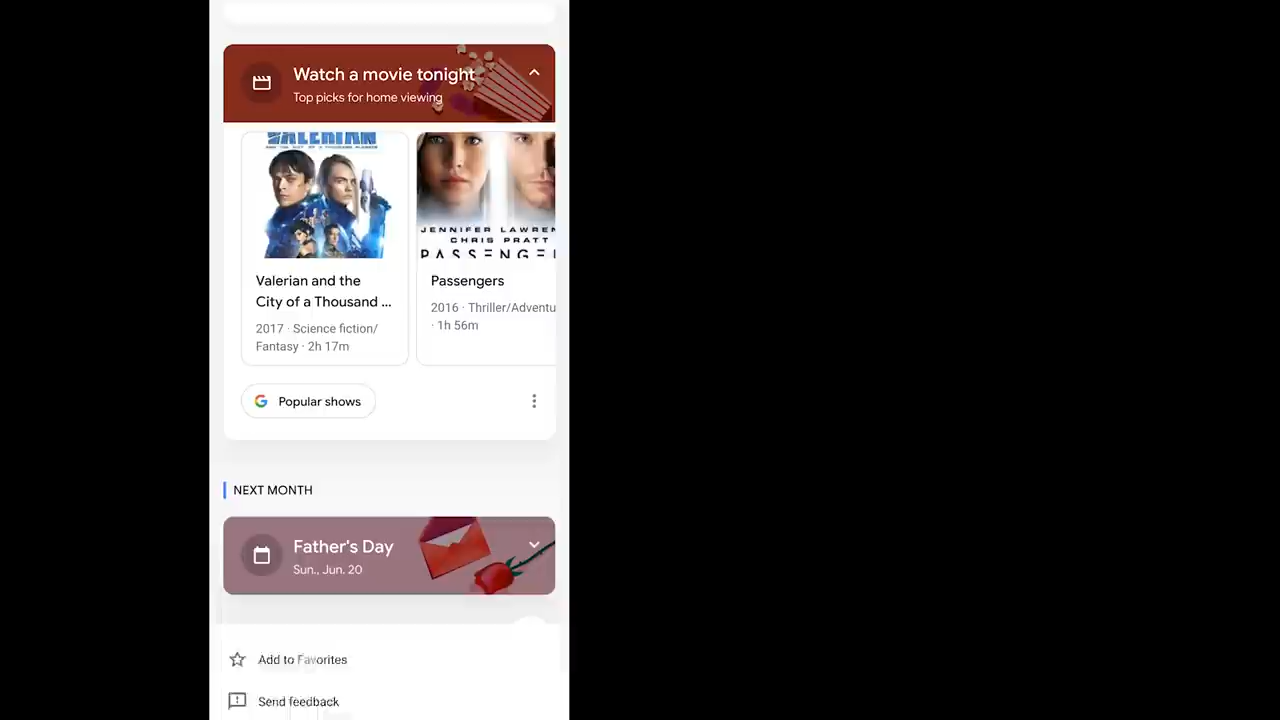 Watch a movie tonight
Top picks for home viewing
VALERIAN
JENNIFER LAWREN
CHRIS PRATT
PASSENGE
Valerian and the
City of a Thousand ...
2017 · Science fiction/
Fantasy · 2h 17m
Passengers
2016 · Thriller/Adventu
· 1h 56m
Popular shows
NEXT MONTH
Father's Day
Sun., Jun. 20
Add to Favorites
Send feedback